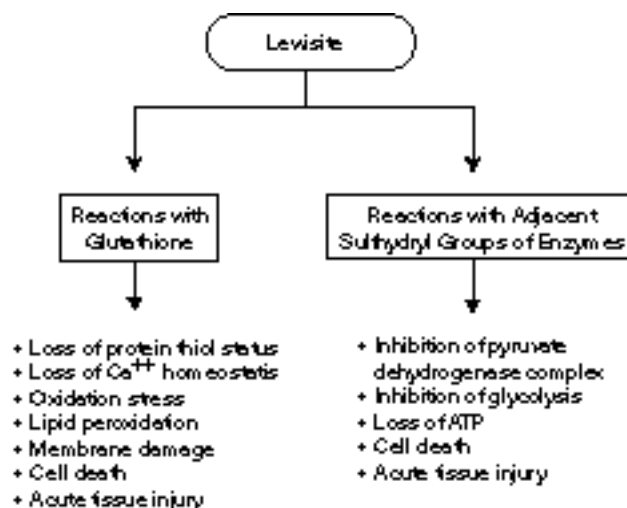 Lewisite
Reactions with
Glutathione
Reactions with Adjacent
Sulfhydryl Groups of Enzymes
+ Loss of protein thiol status
+ Loss of Ca++ homeostatis
+ Oxidation stress
+ Lipid peroxidation
+ Membrane damage
+ Cell death
+ Acute tissue injury
+ Inhibition of pyruvate
dehydrogenase complex
+ Inhibition of glycolysis
+ Loss of ATP
+ Cell death
+ Acute tissue injury